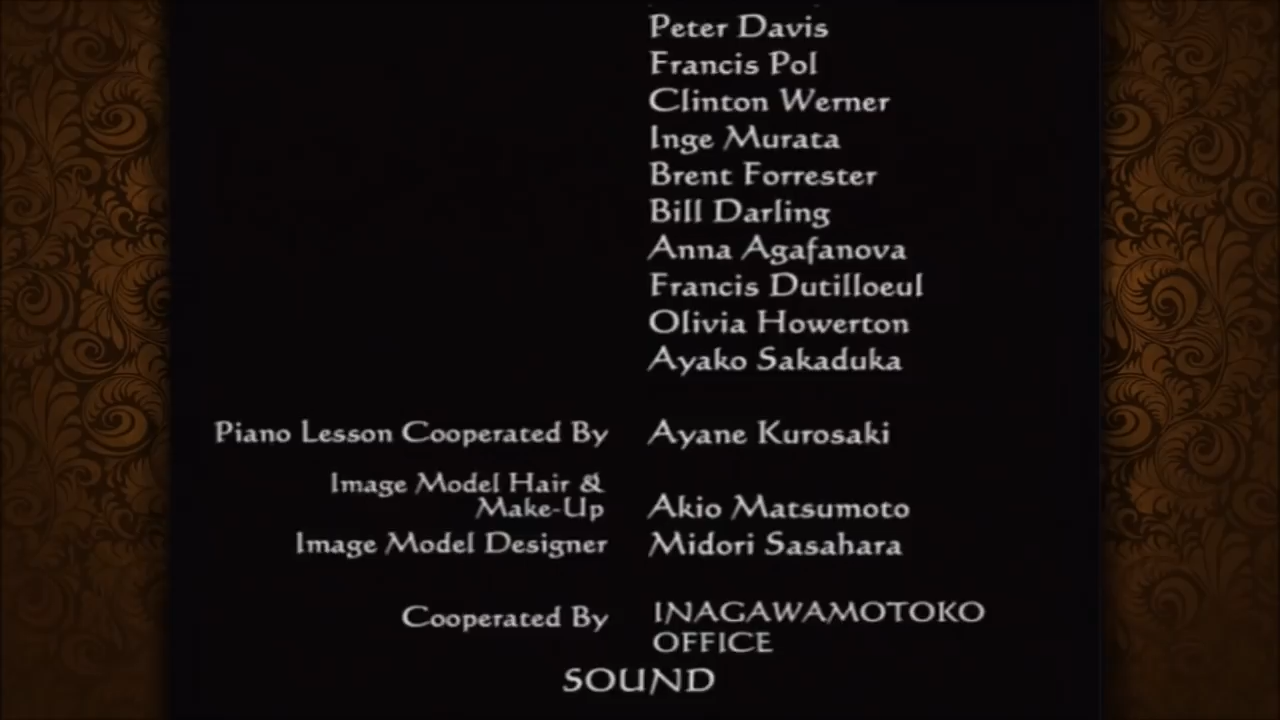 Peter Davis
Francis Pol
Clinton Werner
Inge Murata
Brent Forrester
Bill Darling
Anna Agafanova
Francis Dutilloeul
Olivia Howerton
Ayako Sakaduka
Piano Lesson Cooperated By Ayane Kurosaki
Image Model Hair &
Make-Up Akio Matsumoto
Image Model Designer Midori Sasahara
Cooperated By INAGAWAMOTOKO
OFFICE
SOUND